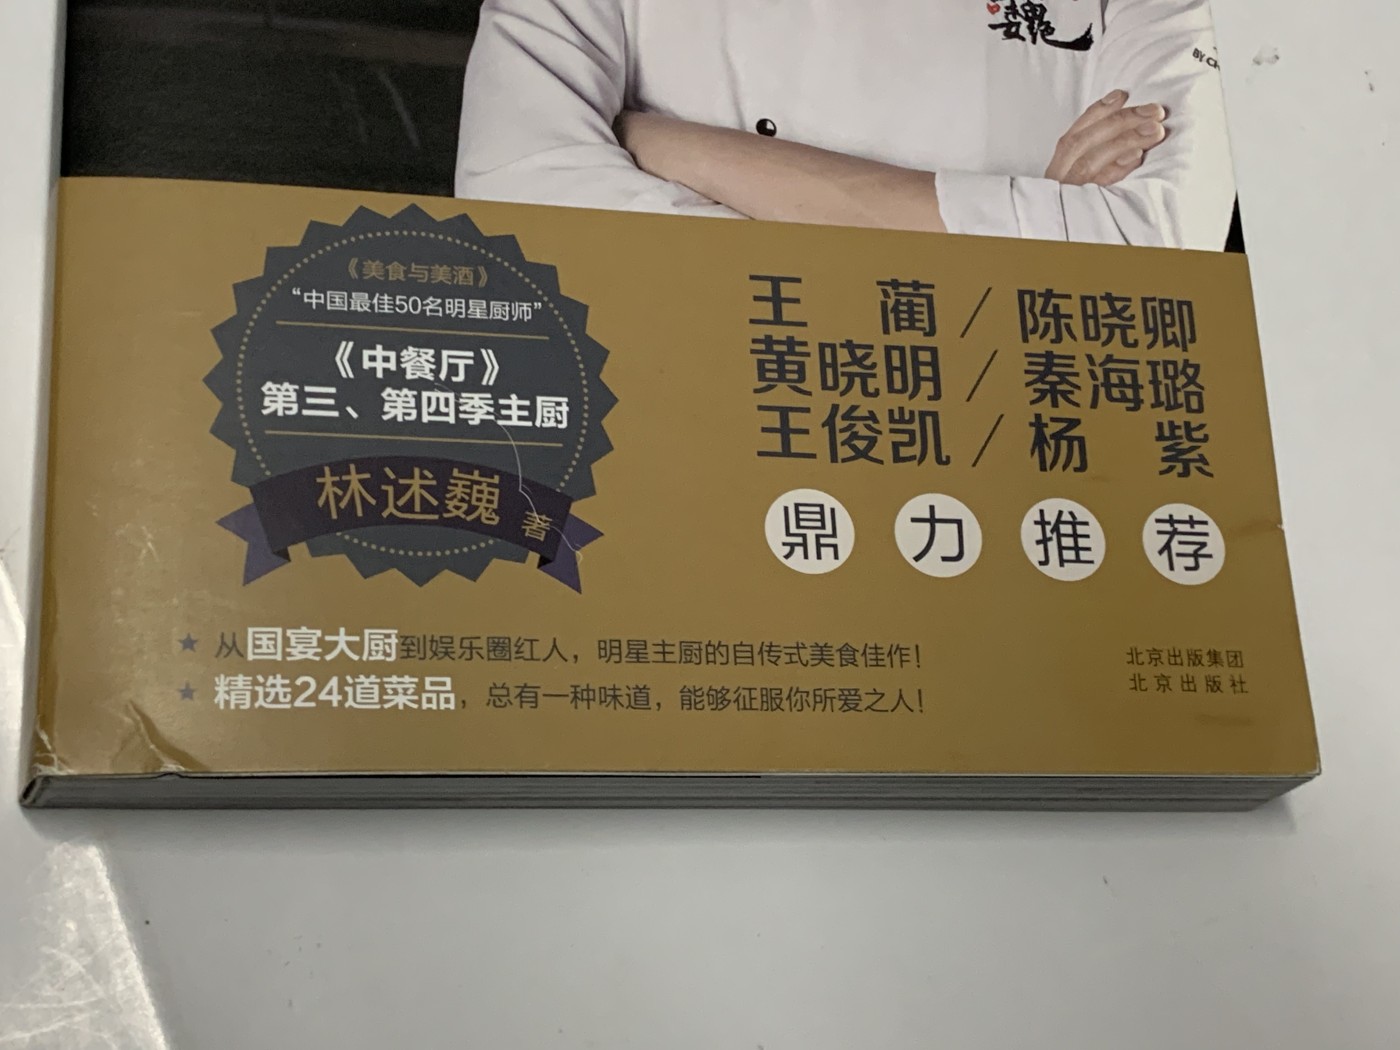 BY CH
《美食与美酒》
“中国最佳50名明星厨师”
《中餐厅》
第三、第四季主厨
林述巍 著
王 蔺 / 陈晓卿
黄晓明 / 秦海璐
王俊凯 / 杨 紫
鼎力推荐
★ 从国宴大厨到娱乐圈红人，明星主厨的自传式美食佳作！
★ 精选24道菜品，总有一种味道，能够征服你所爱之人！
北京出版集团
北京出版社